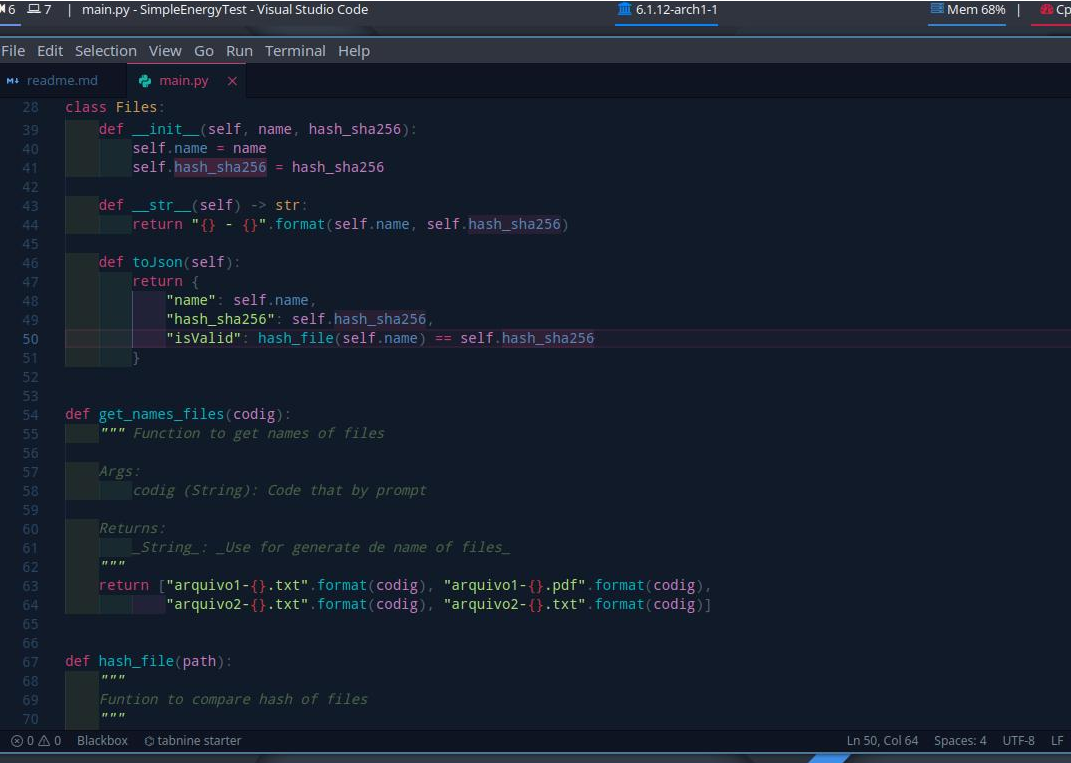 6 7 | main.py - SimpleEnergyTest - Visual Studio Code 6.1.12-arch1-1 Mem 68% | Cp
File Edit Selection View Go Run Terminal Help
M↓ readme.md main.py ×
28 class Files:
39 def __init__(self, name, hash_sha256):
40 self.name = name
41 self.hash_sha256 = hash_sha256
42
43 def __str__(self) -> str:
44 return "{} - {}".format(self.name, self.hash_sha256)
45
46 def toJson(self):
47 return {
48 "name": self.name,
49 "hash_sha256": self.hash_sha256,
50 "isValid": hash_file(self.name) == self.hash_sha256
51 }
52
53
54 def get_names_files(codig):
55 """ Function to get names of files
56
57 Args:
58 codig (String): Code that by prompt
59
60 Returns:
61 _String_: _Use for generate de name of files_
62 """
63 return ["arquivo1-{}.txt".format(codig), "arquivo1-{}.pdf".format(codig),
64 "arquivo2-{}.txt".format(codig), "arquivo2-{}.txt".format(codig)]
65
66
67 def hash_file(path):
68 """
69 Funtion to compare hash of files
70 """
0 0 Blackbox tabnine starter Ln 50, Col 64 Spaces: 4 UTF-8 LF